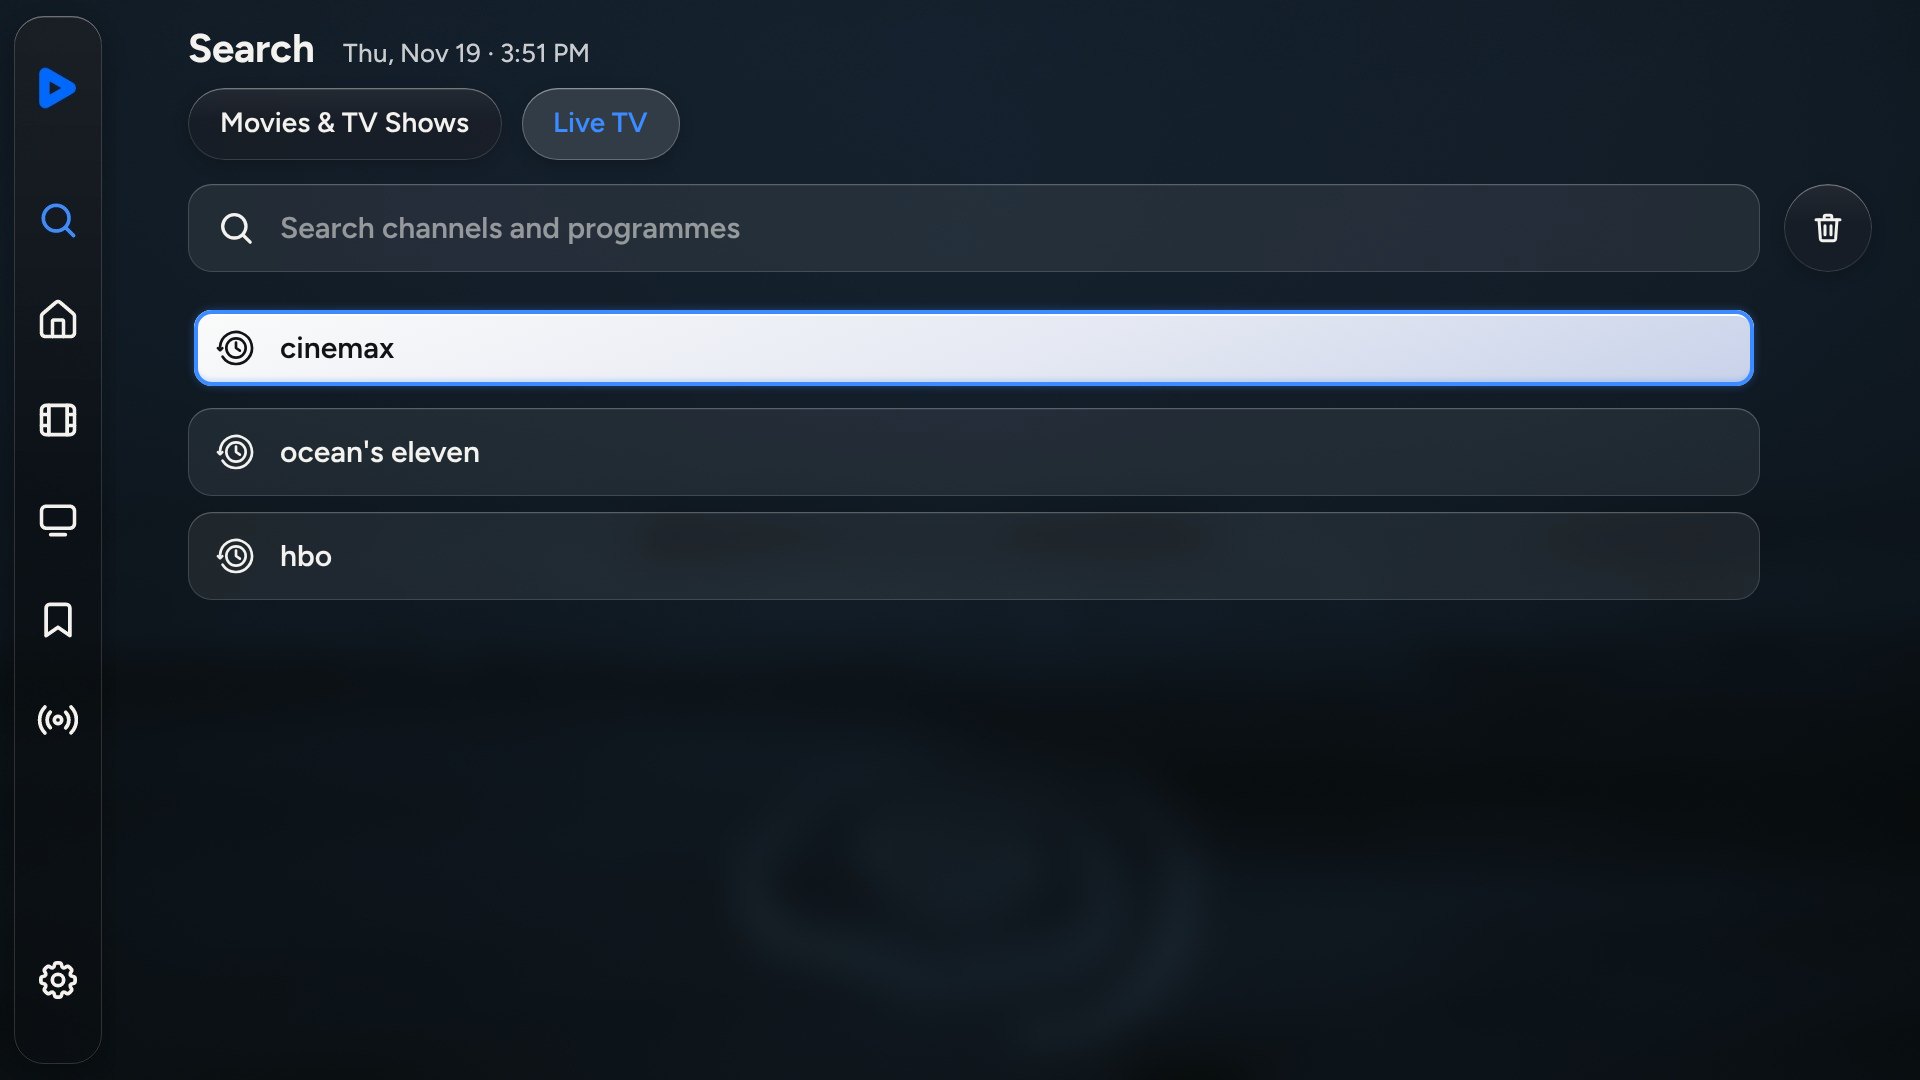 Search Thu, Nov 19 · 3:51 PM
Movies & TV Shows Live TV
Search channels and programmes
cinemax
ocean's eleven
hbo